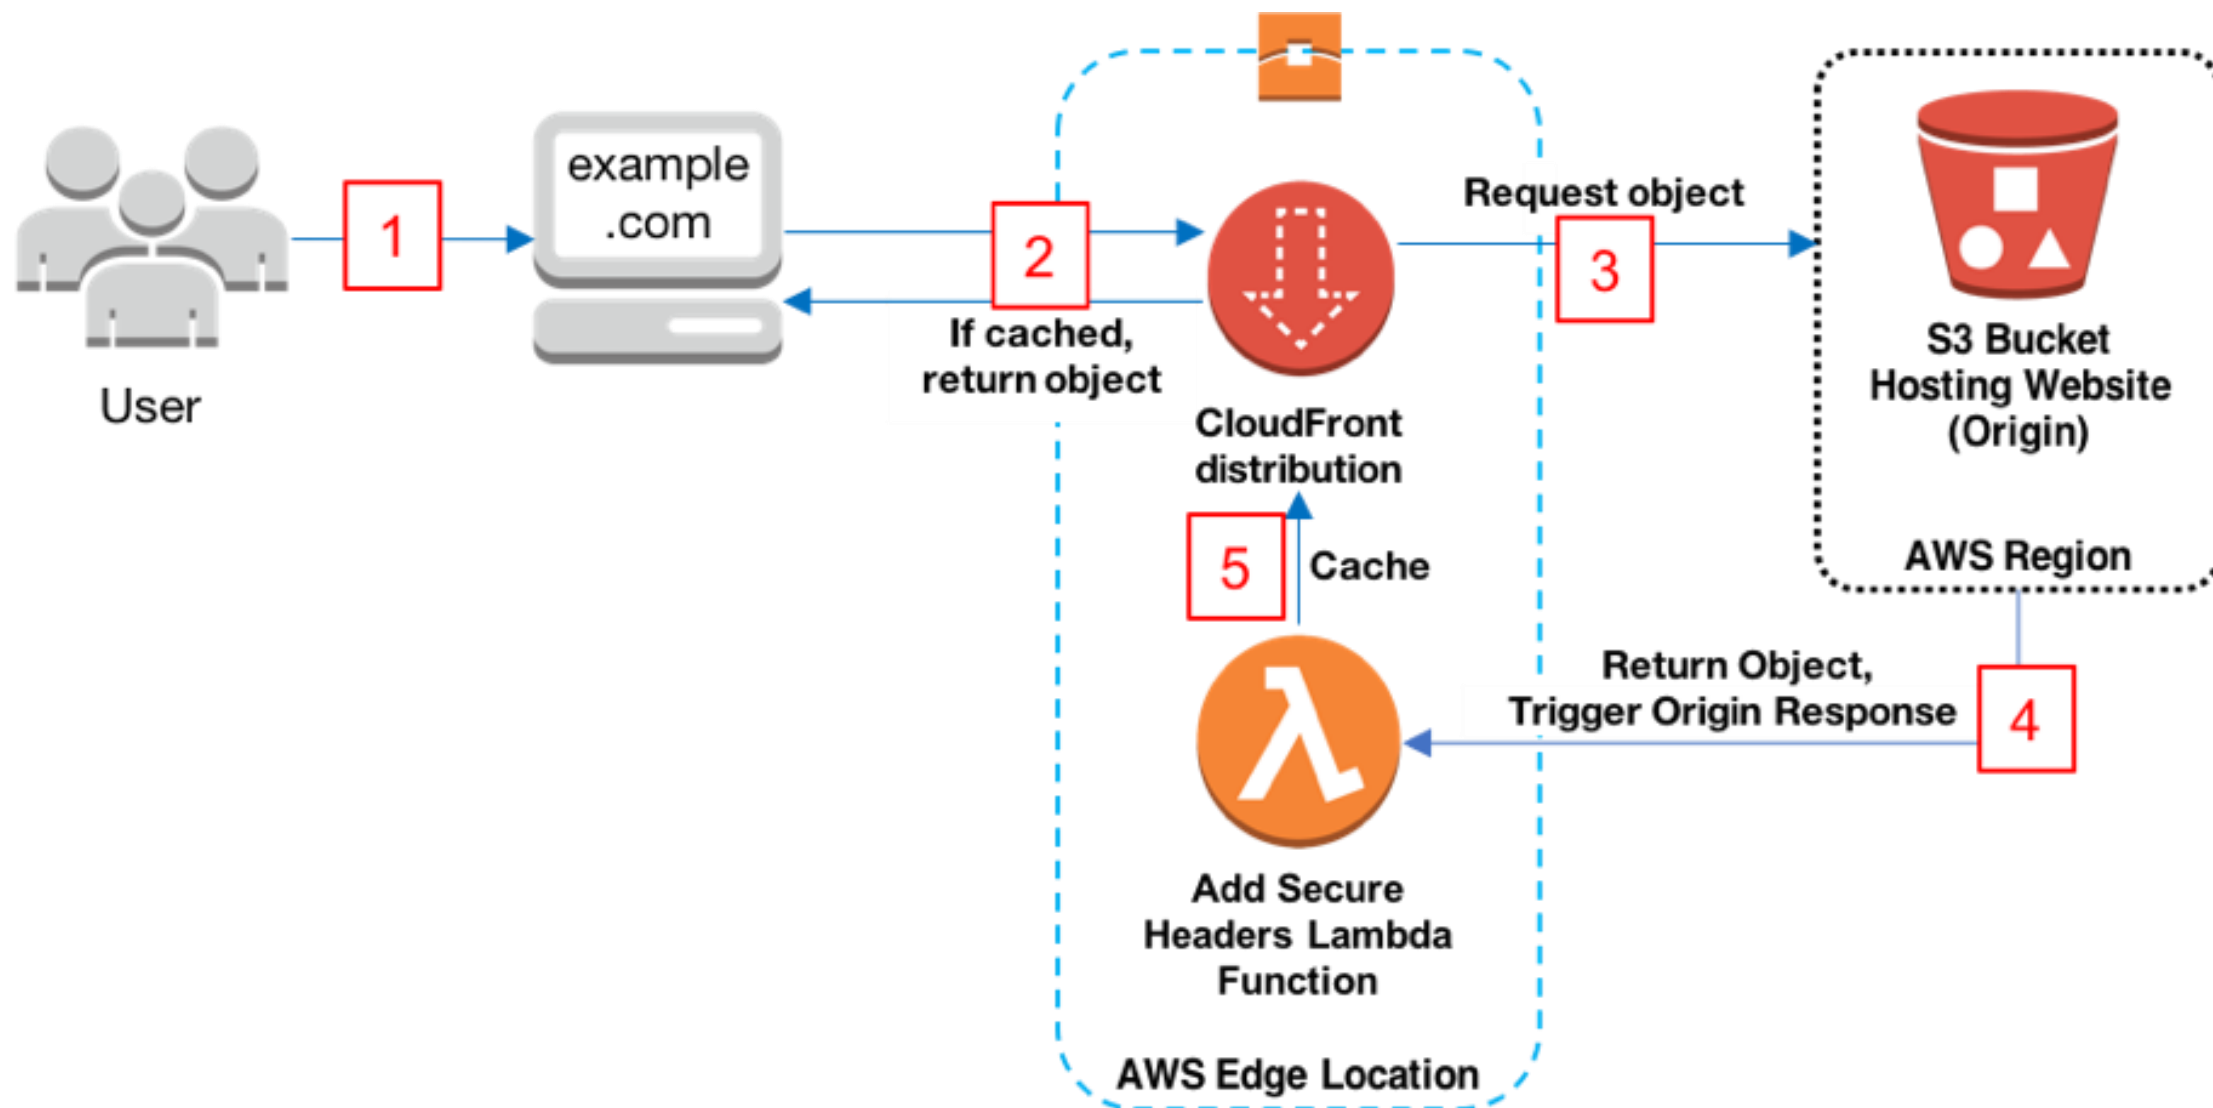 User
1
example
.com
2
If cached,
return object
CloudFront
distribution
Request object
3
S3 Bucket
Hosting Website
(Origin)
AWS Region
Return Object,
Trigger Origin Response
4
5
Cache
λ
Add Secure
Headers Lambda
Function
AWS Edge Location